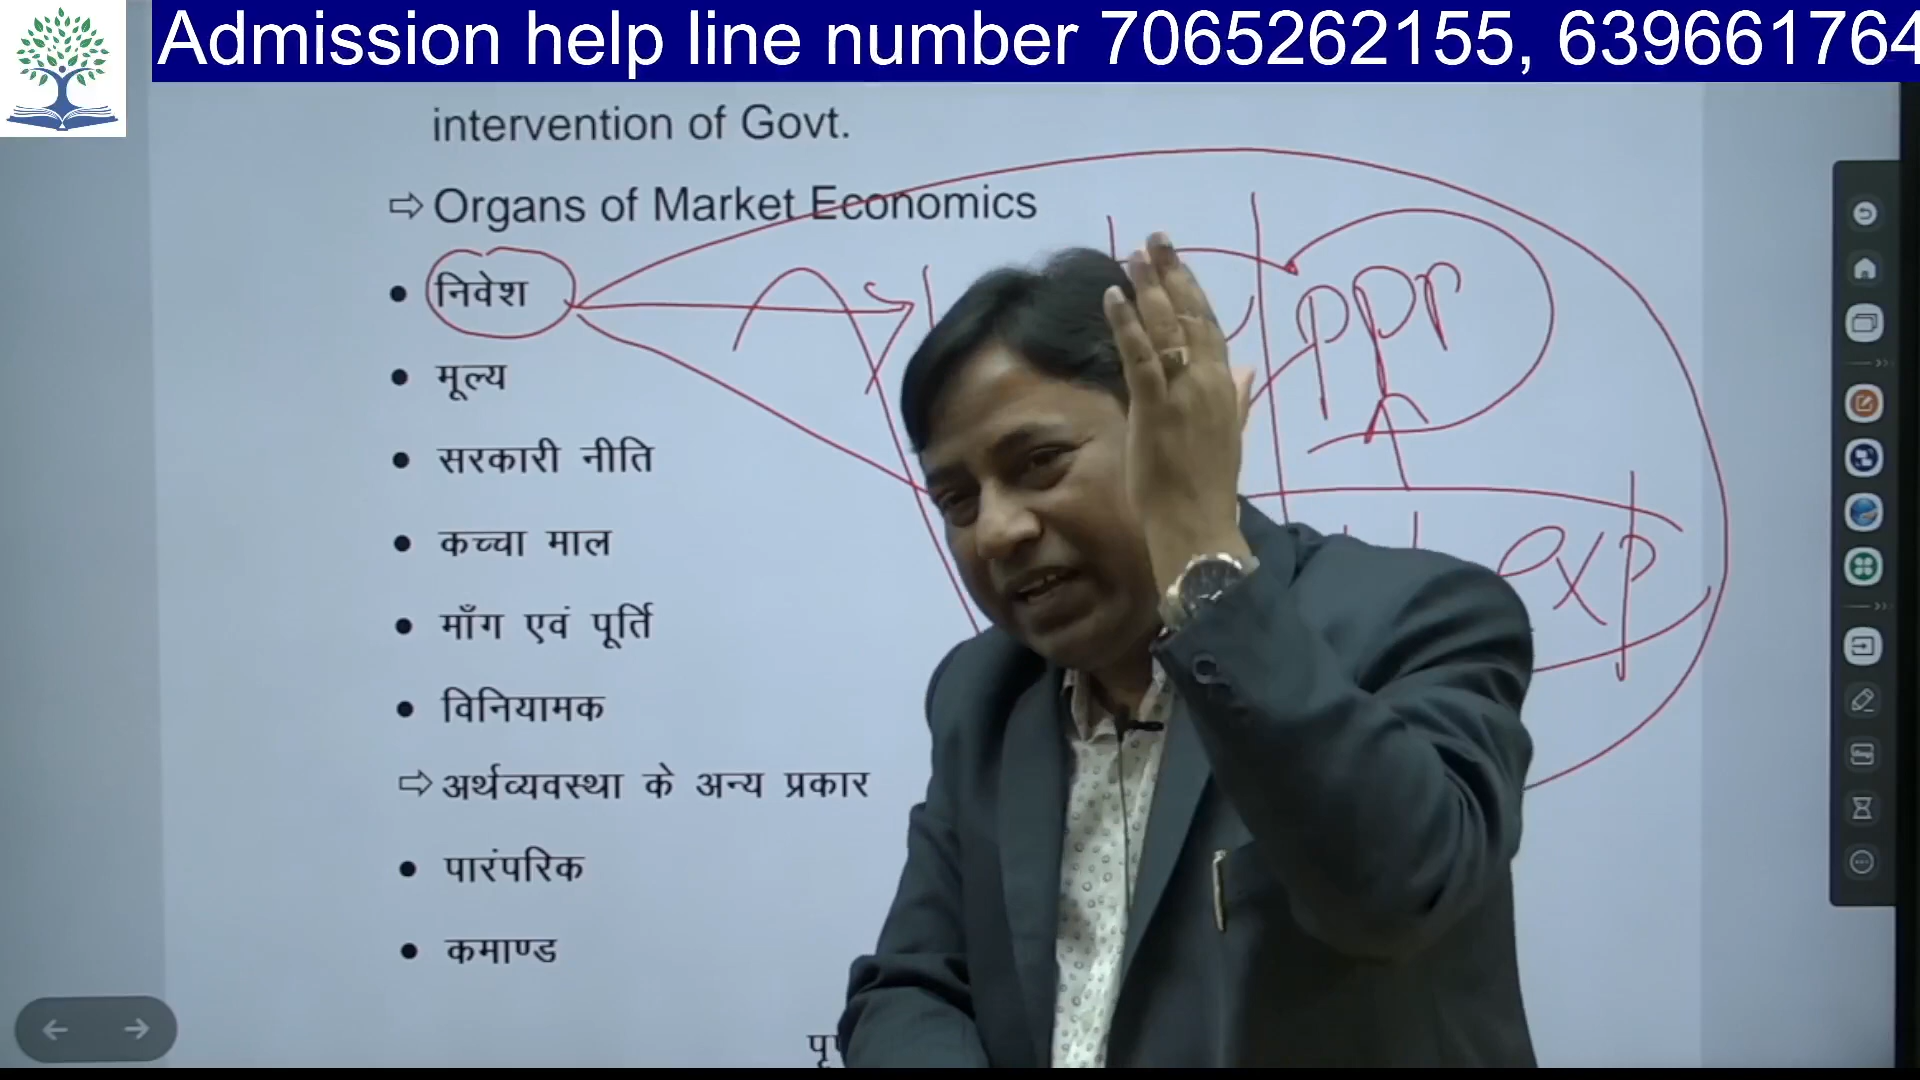 Admission help line number 7065262155, 639661764
intervention of Govt.
⇨ Organs of Market Economics
• निवेश
• मूल्य
• सरकारी नीति
• कच्चा माल
• माँग एवं पूर्ति
• विनियामक
⇨ अर्थव्यवस्था के अन्य प्रकार
• पारंपरिक
• कमाण्ड
ppp
exp